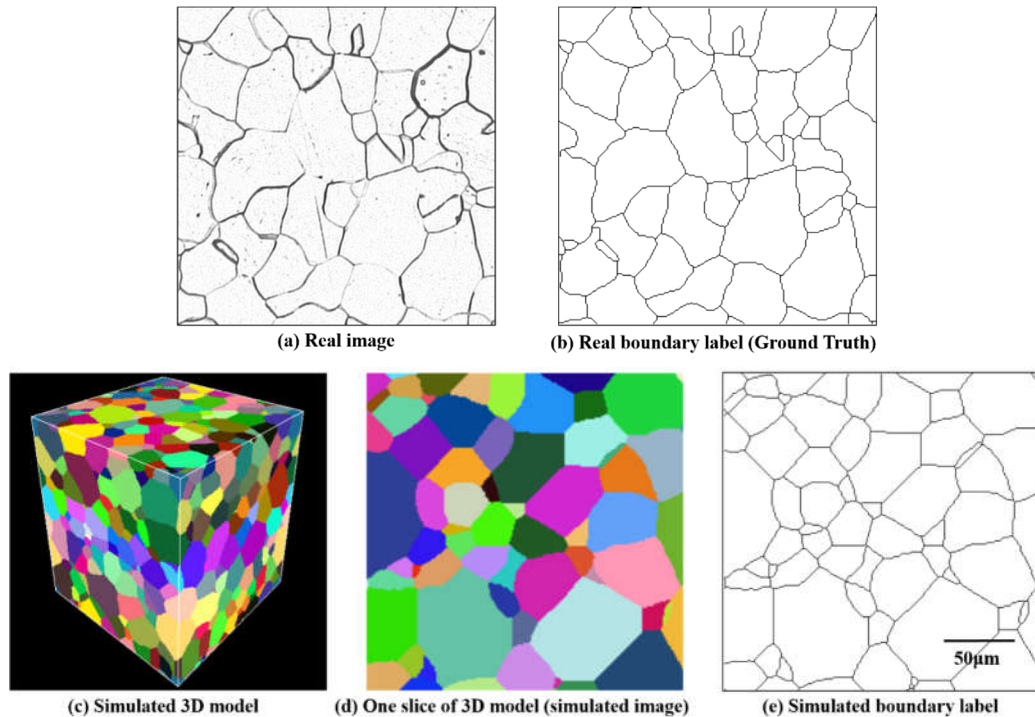 (a) Real image
(b) Real boundary label (Ground Truth)
50μm
(c) Simulated 3D model
(d) One slice of 3D model (simulated image)
(e) Simulated boundary label